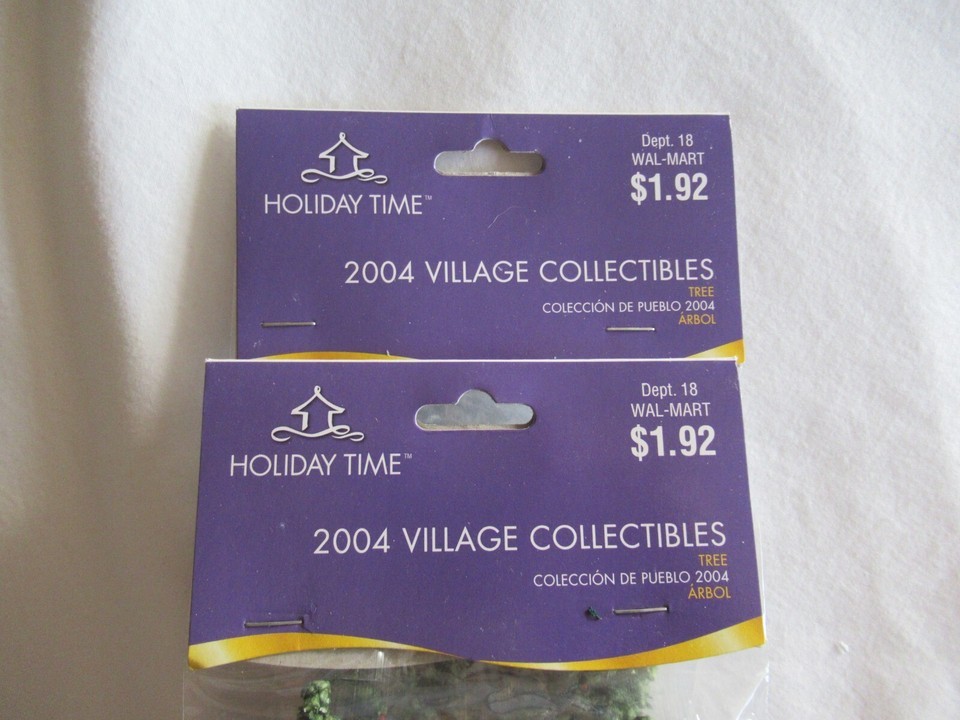 Dept. 18
WAL-MART
$1.92
HOLIDAY TIME™
2004 VILLAGE COLLECTIBLES
TREE
COLECCIÓN DE PUEBLO 2004
ÁRBOL
Dept. 18
WAL-MART
$1.92
HOLIDAY TIME™
2004 VILLAGE COLLECTIBLES
TREE
COLECCIÓN DE PUEBLO 2004
ÁRBOL